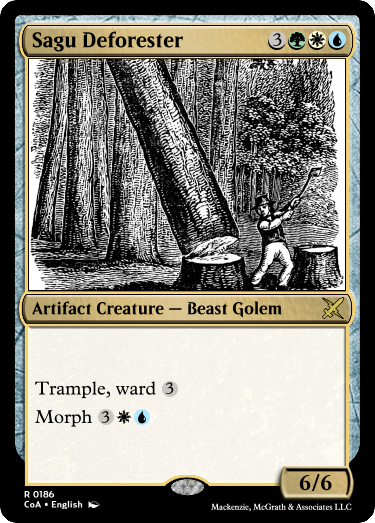 Sagu Deforester 3
Artifact Creature — Beast Golem
Trample, ward 3
Morph 3
6/6
R 0186
CoA • English
Mackenzie, McGrath & Associates LLC